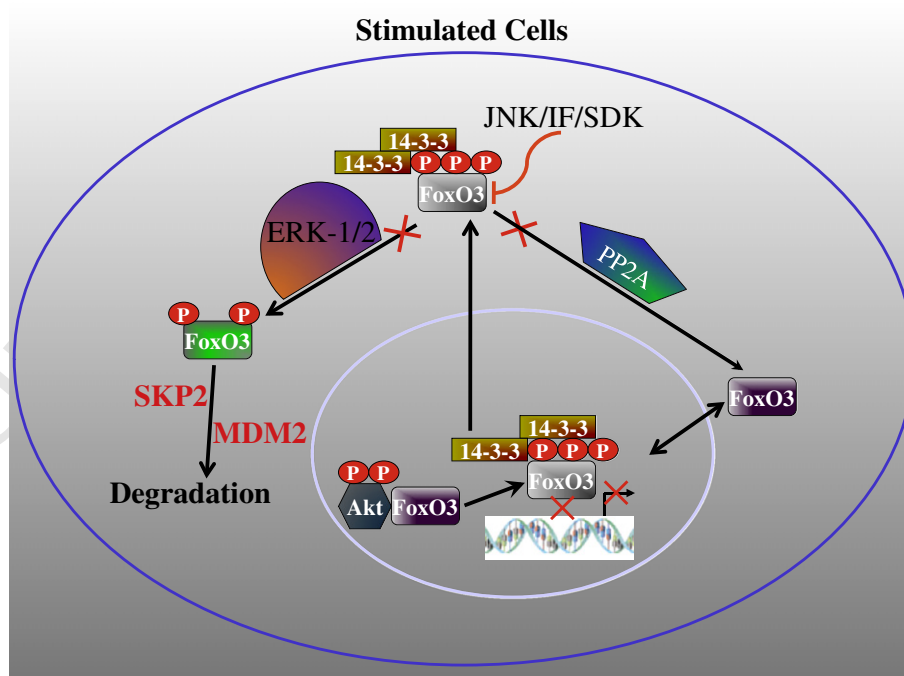 Stimulated Cells
JNK/IF/SDK
14-3-3
14-3-3 P P P
FoxO3
ERK-1/2
PP2A
P P
FoxO3
SKP2
MDM2
Degradation
FoxO3
14-3-3
14-3-3 P P P
FoxO3
P P
Akt FoxO3